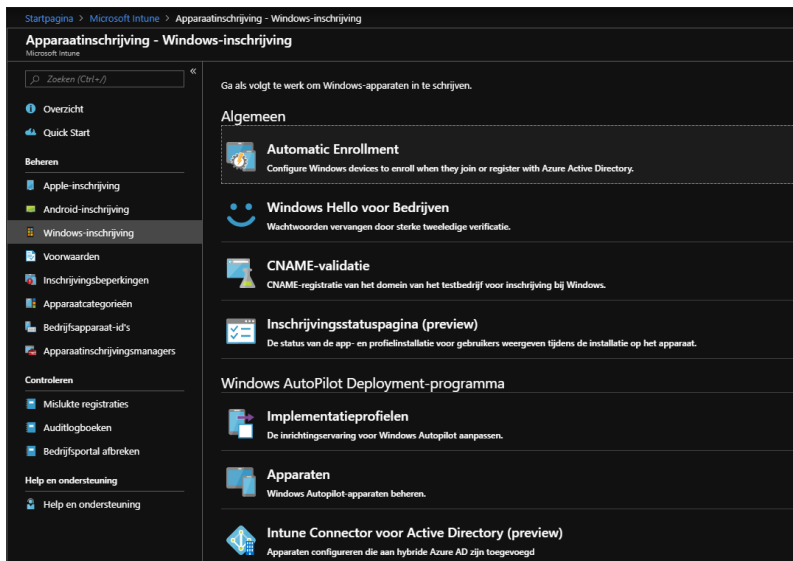 Startpagina > Microsoft Intune > Apparaatinschrijving - Windows-inschrijving
Apparaatinschrijving - Windows-inschrijving
Microsoft Intune
Zoeken (Ctrl+/)
«
Overzicht
Quick Start
Beheren
Apple-inschrijving
Android-inschrijving
Windows-inschrijving
Voorwaarden
Inschrijvingsbeperkingen
Apparaatcategorieën
Bedrijfsapparaat-id's
Apparaatinschrijvingsmanagers
Controleren
Mislukte registraties
Auditlogboeken
Bedrijfsportal afbreken
Help en ondersteuning
Help en ondersteuning
Ga als volgt te werk om Windows-apparaten in te schrijven.
Algemeen
Automatic Enrollment
Configure Windows devices to enroll when they join or register with Azure Active Directory.
Windows Hello voor Bedrijven
Wachtwoorden vervangen door sterke tweeledige verificatie.
CNAME-validatie
CNAME-registratie van het domein van het testbedrijf voor inschrijving bij Windows.
Inschrijvingsstatuspagina (preview)
De status van de app- en profielinstallatie voor gebruikers weergeven tijdens de installatie op het apparaat.
Windows AutoPilot Deployment-programma
Implementatieprofielen
De inrichtingservaring voor Windows Autopilot aanpassen.
Apparaten
Windows Autopilot-apparaten beheren.
Intune Connector voor Active Directory (preview)
Apparaten configureren die aan hybride Azure AD zijn toegevoegd